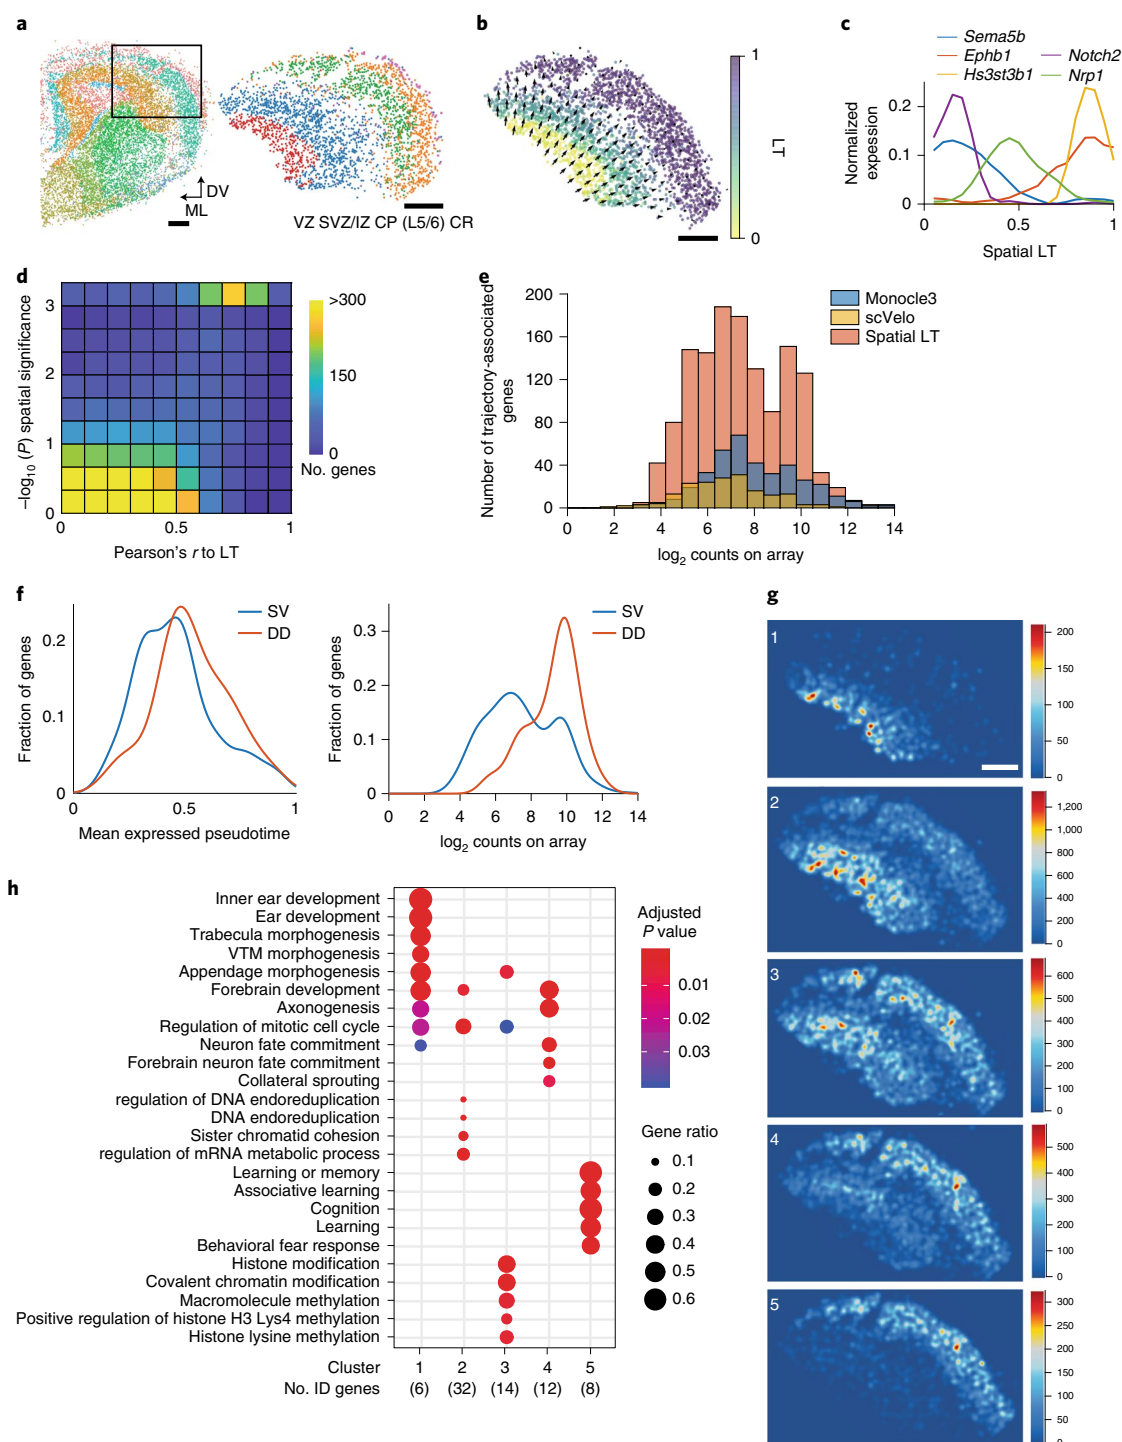 a
DV
ML
VZ SVZ/IZ CP (L5/6) CR
b
1
LT
0
c
Sema5b
Ephb1
Notch2
Hs3st3b1
Nrp1
Normalized
expression
0.2
0.1
0
0.5
1
Spatial LT
d
–log10 (P) spatial significance
3
2
1
0
0
0.5
1
Pearson's r to LT
>300
150
0
No. genes
e
Number of trajectory-associated
genes
200
160
120
80
40
0
0 2 4 6 8 10 12 14
log2 counts on array
Monocle3
scVelo
Spatial LT
f
Fraction of genes
0.2
0.1
0
0 0.5 1
Mean expressed pseudotime
SV
DD
Fraction of genes
0.3
0.2
0.1
0
0 2 4 6 8 10 12 14
log2 counts on array
SV
DD
g
1
200
150
100
50
0
2
1,200
1,000
800
600
400
200
0
3
600
500
400
300
200
100
0
4
500
400
300
200
100
0
5
300
250
200
150
100
50
0
h
Inner ear development
Ear development
Trabecula morphogenesis
VTM morphogenesis
Appendage morphogenesis
Forebrain development
Axonogenesis
Regulation of mitotic cell cycle
Neuron fate commitment
Forebrain neuron fate commitment
Collateral sprouting
regulation of DNA endoreduplication
DNA endoreduplication
Sister chromatid cohesion
regulation of mRNA metabolic process
Learning or memory
Associative learning
Cognition
Learning
Behavioral fear response
Histone modification
Covalent chromatin modification
Macromolecule methylation
Positive regulation of histone H3 Lys4 methylation
Histone lysine methylation
Cluster 1 2 3 4 5
No. ID genes (6) (32) (14) (12) (8)
Adjusted
P value
0.01
0.02
0.03
Gene ratio
0.1
0.2
0.3
0.4
0.5
0.6